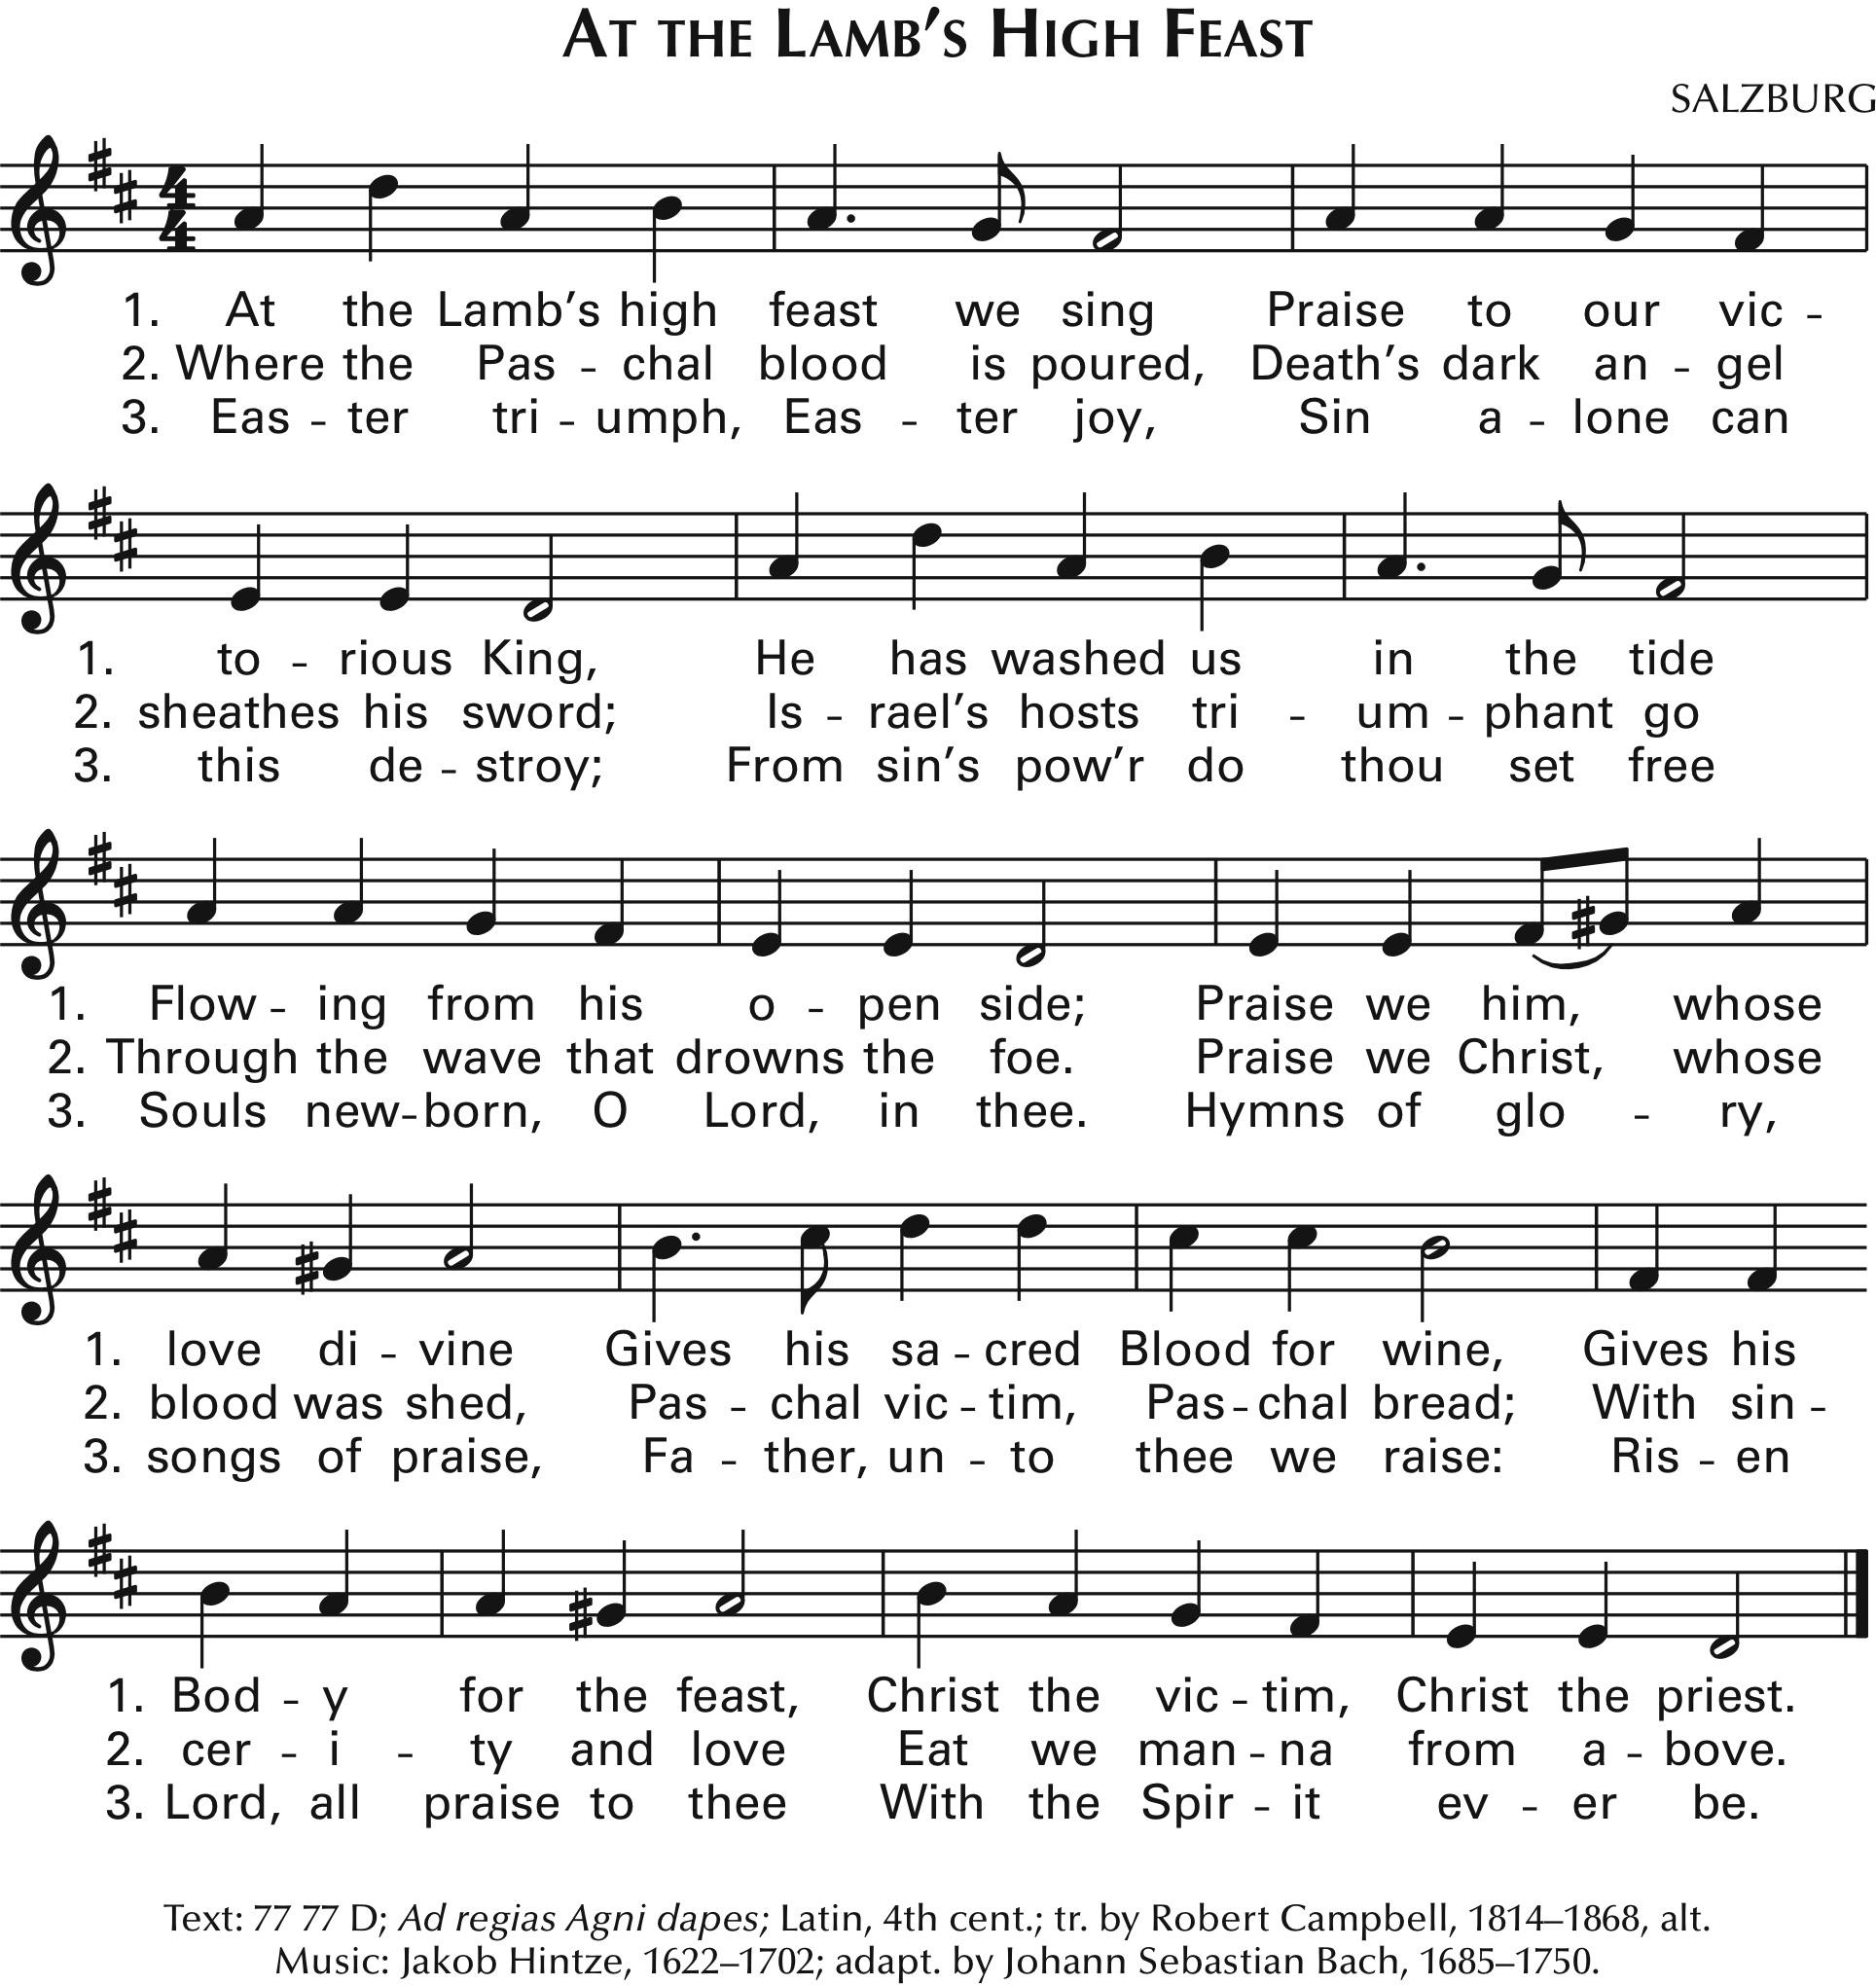 AT THE LAMB’S HIGH FEAST
SALZBURG
4
4
1. At the Lamb’s high feast we sing Praise to our vic –
2. Where the Pas – chal blood is poured, Death’s dark an – gel
3. Eas – ter tri – umph, Eas – ter joy, Sin a – lone can
1. to – rious King, He has washed us in the tide
2. sheathes his sword; Is – rael’s hosts tri – um – phant go
3. this de – stroy; From sin’s pow’r do thou set free
1. Flow – ing from his o – pen side; Praise we him, whose
2. Through the wave that drowns the foe. Praise we Christ, whose
3. Souls new – born, O Lord, in thee. Hymns of glo – ry,
1. love di – vine Gives his sa – cred Blood for wine, Gives his
2. blood was shed, Pas – chal vic – tim, Pas – chal bread; With sin –
3. songs of praise, Fa – ther, un – to thee we raise: Ris – en
1. Bod – y for the feast, Christ the vic – tim, Christ the priest.
2. cer – i – ty and love Eat we man – na from a – bove.
3. Lord, all praise to thee With the Spir – it ev – er be.
Text: 77 77 D; Ad regias Agni dapes; Latin, 4th cent.; tr. by Robert Campbell, 1814–1868, alt.
Music: Jakob Hintze, 1622–1702; adapt. by Johann Sebastian Bach, 1685–1750.